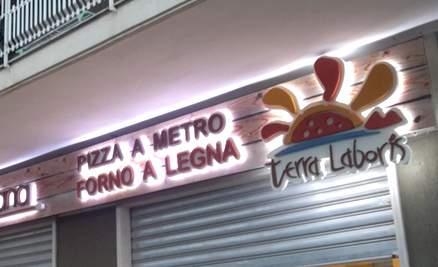 PIZZA A METRO
FORNO A LEGNA
Terra Laboris